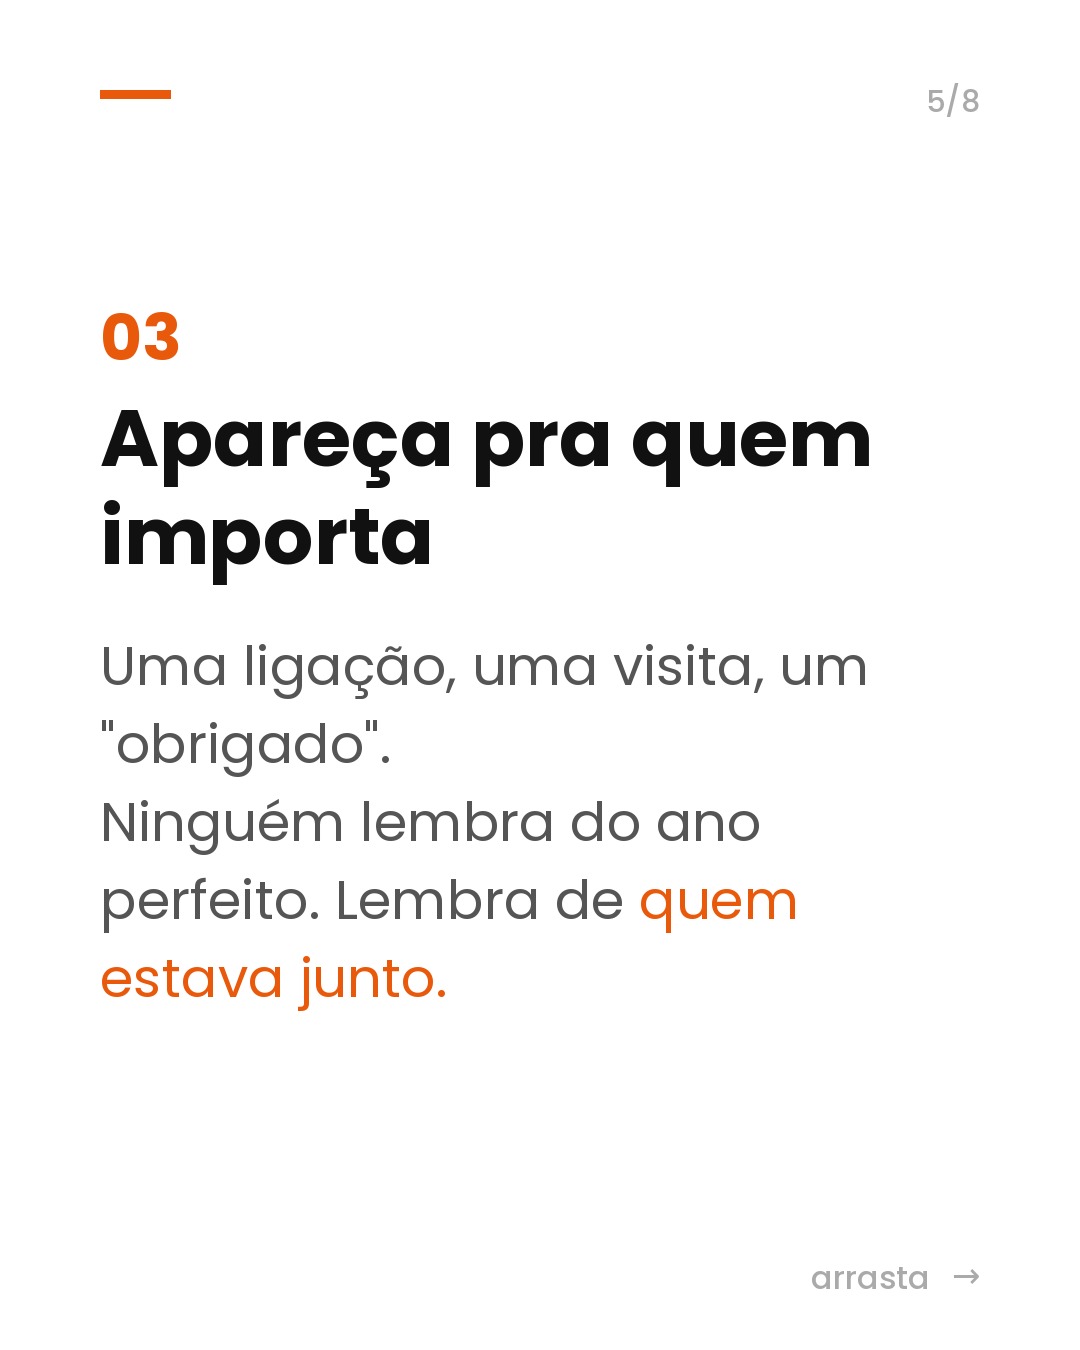 5/8
03
Apareça pra quem
importa
Uma ligação, uma visita, um
"obrigado".
Ninguém lembra do ano
perfeito. Lembra de quem
estava junto.
arrasta →